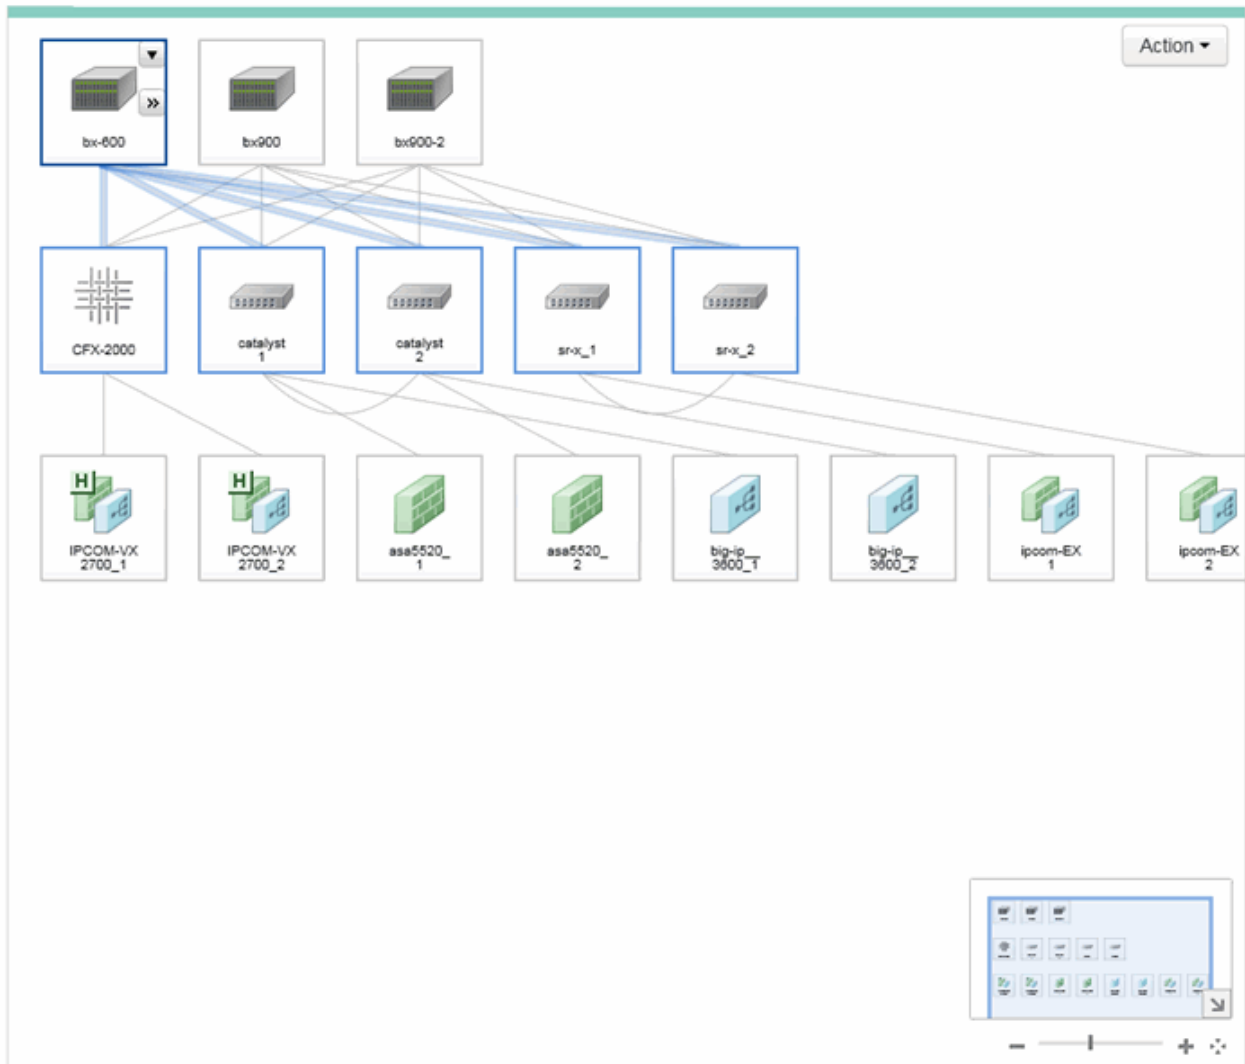 Action
bx-600
bx900
bx900-2
CFX-2000
catalyst
1
catalyst
2
sr-x_1
sr-x_2
H
IPCOM-VX
2700_1
H
IPCOM-VX
2700_2
asa5520_
1
asa5520_
2
big-ip__
3600_1
big-ip__
3600_2
ipcom-EX
1
ipcom-EX
2